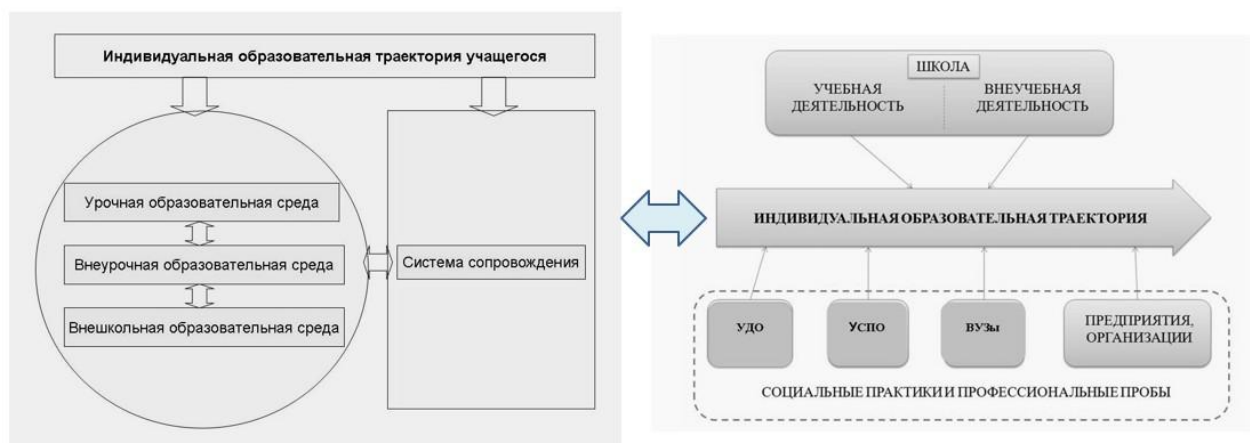 Индивидуальная образовательная траектория учащегося
Урочная образовательная среда
Внеурочная образовательная среда
Внешкольная образовательная среда
Система сопровождения
ШКОЛА
УЧЕБНАЯ
ДЕЯТЕЛЬНОСТЬ
ВНЕУЧЕБНАЯ
ДЕЯТЕЛЬНОСТЬ
ИНДИВИДУАЛЬНАЯ ОБРАЗОВАТЕЛЬНАЯ ТРАЕКТОРИЯ
УДО
УСПО
ВУЗы
ПРЕДПРИЯТИЯ,
ОРГАНИЗАЦИИ
СОЦИАЛЬНЫЕ ПРАКТИКИ И ПРОФЕССИОНАЛЬНЫЕ ПРОБЫ